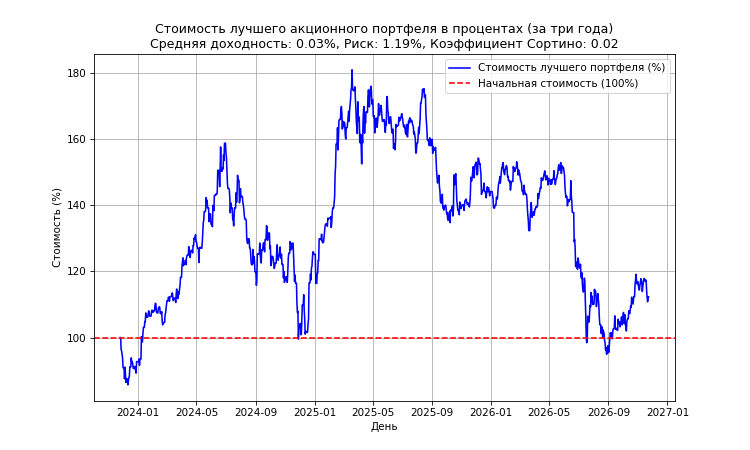 Стоимость лучшего акционного портфеля в процентах (за три года)
Средняя доходность: 0.03%, Риск: 1.19%, Коэффициент Сортино: 0.02
Стоимость лучшего портфеля (%)
Начальная стоимость (100%)
Стоимость (%)
180
160
140
120
100
2024-01 2024-05 2024-09 2025-01 2025-05 2025-09 2026-01 2026-05 2026-09 2027-01
День